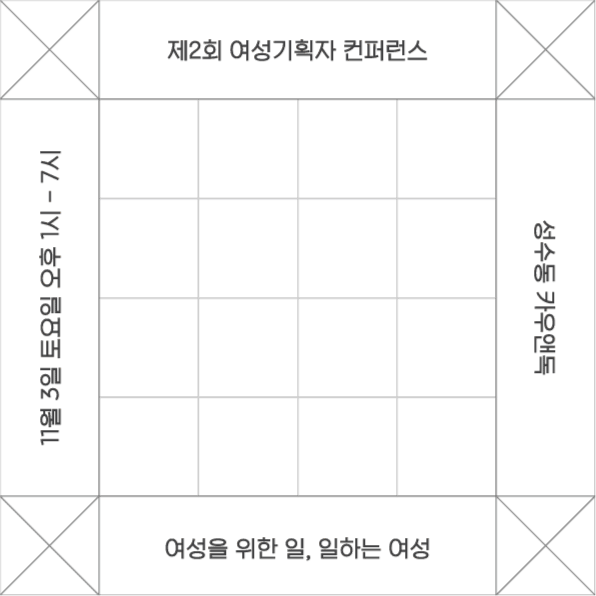 제2회 여성기획자 컨퍼런스
11월 3일 토요일 오후 1시 – 7시
성수동 카우앤독
여성을 위한 일, 일하는 여성